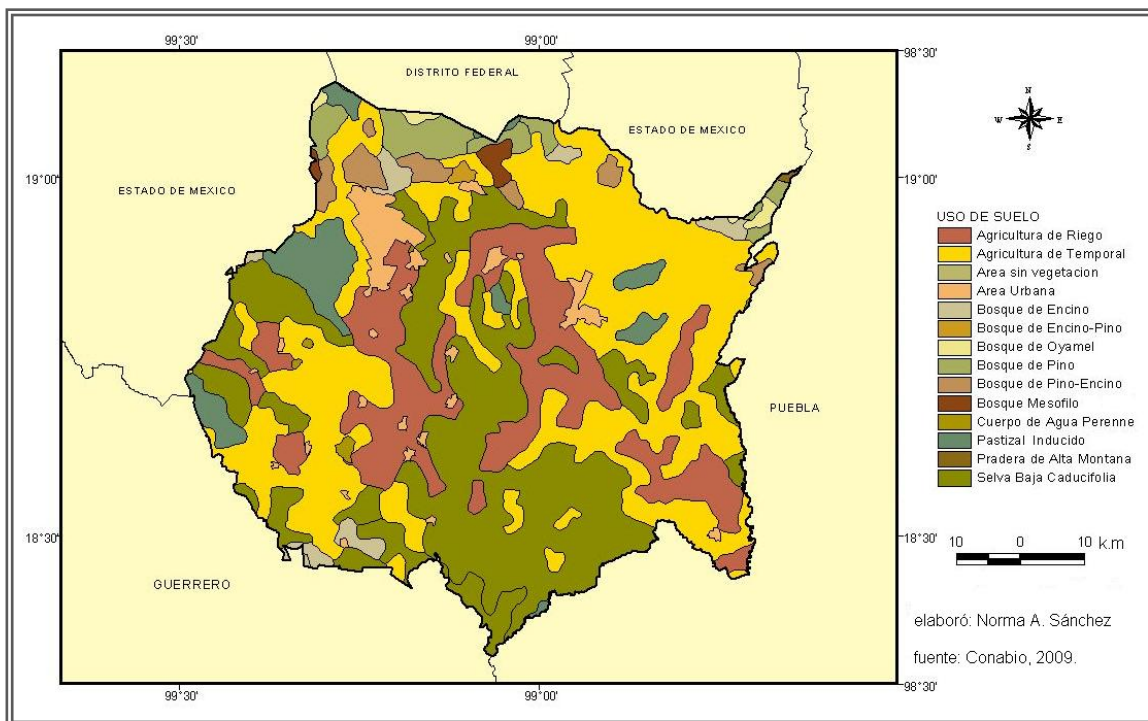 99°30'
99°00'
98°30'
DISTRITO FEDERAL
ESTADO DE MEXICO
N
W E
S
19°00'
19°00'
ESTADO DE MEXICO
USO DE SUELO
Agricultura de Riego
Agricultura de Temporal
Area sin vegetacion
Area Urbana
Bosque de Encino
Bosque de Encino-Pino
Bosque de Oyamel
Bosque de Pino
Bosque de Pino-Encino
Bosque Mesofilo
Cuerpo de Agua Perenne
Pastizal Inducido
Pradera de Alta Montana
Selva Baja Caducifolia
PUEBLA
18°30'
18°30'
10 0 10 k.m
GUERRERO
elaboró: Norma A. Sánchez
fuente: Conabio, 2009.
99°30'
99°00'
98°30'